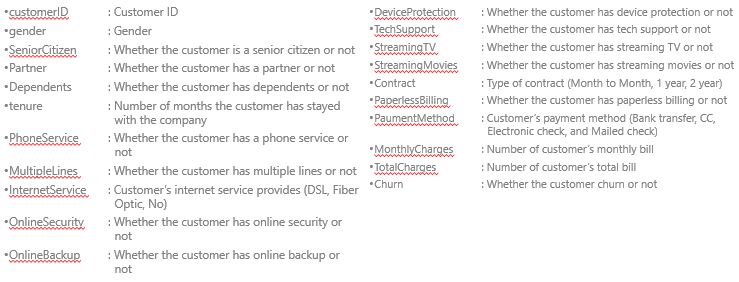 •customerID : Customer ID
•gender : Gender
•SeniorCitizen : Whether the customer is a senior citizen or not
•Partner : Whether the customer has a partner or not
•Dependents : Whether the customer has dependents or not
•tenure : Number of months the customer has stayed
with the company
•PhoneService : Whether the customer has a phone service or
not
•MultipleLines : Whether the customer has multiple lines or not
•InternetService : Customer's internet service provides (DSL, Fiber
Optic, No)
•OnlineSecurity : Whether the customer has online security or
not
•OnlineBackup : Whether the customer has online backup or
not
•DeviceProtection : Whether the customer has device protection or not
•TechSupport : Whether the customer has tech support or not
•StreamingTV : Whether the customer has streaming TV or not
•StreamingMovies : Whether the customer has streaming movies or not
•Contract : Type of contract (Month to Month, 1 year, 2 year)
•PaperlessBilling : Whether the customer has paperless billing or not
•PaumentMethod : Customer's payment method (Bank transfer, CC,
Electronic check, and Mailed check)
•MonthlyCharges : Number of customer's monthly bill
•TotalCharges : Number of customer's total bill
•Churn : Whether the customer churn or not